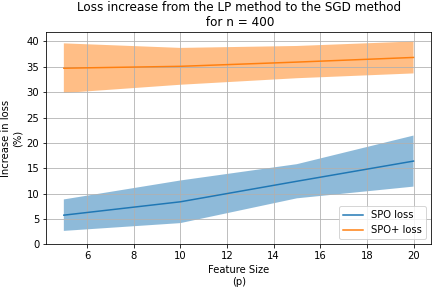 Loss increase from the LP method to the SGD method
for n = 400
Increase in loss
(%)
40
35
30
25
20
15
10
5
0
6 8 10 12 14 16 18 20
Feature Size
(p)
SPO loss
SPO+ loss